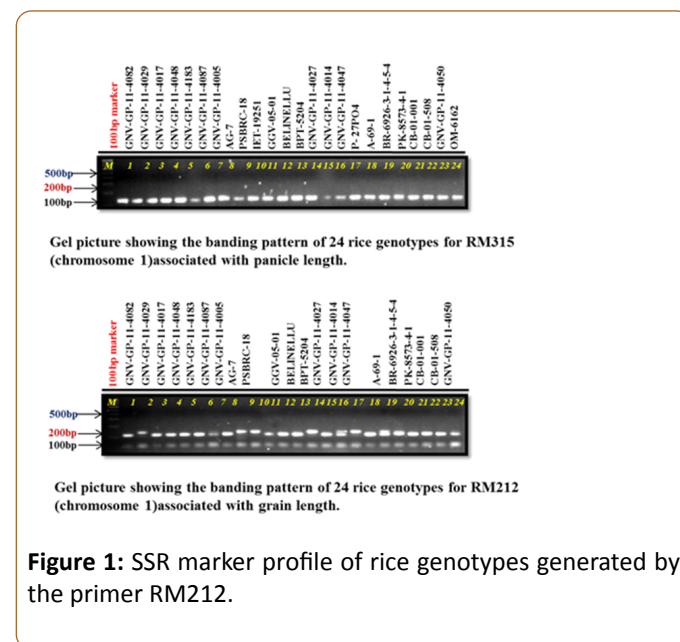 100bp marker
GNV-GP-11-4082
GNV-GP-11-4029
GNV-GP-11-4017
GNV-GP-11-4048
GNV-GP-11-4183
GNV-GP-11-4087
GNV-GP-11-4005
AG-7
PSBRC-18
IET-19251
GGV-05-01
BELINELLU
BPT-5204
GNV-GP-11-4027
GNV-GP-11-4014
GNV-GP-11-4047
P- 27PO4
A-69-1
BR-6926-3-1-4-5-4
PK-8573-4-1
CB-01-001
CB-01-508
GNV-GP-11-4050
OM-6162
M 1 2 3 4 5 6 7 8 9 10 11 12 13 14 15 16 17 18 19 20 21 22 23 24
500bp
200bp
100bp
Gel picture showing the banding pattern of 24 rice genotypes for RM315
(chromosome 1)associated with panicle length.
100bp marker
GNV-GP-11-4082
GNV-GP-11-4029
GNV-GP-11-4017
GNV-GP-11-4048
GNV-GP-11-4183
GNV-GP-11-4087
GNV-GP-11-4005
AG-7
PSBRC-18
GGV-05-01
BELINELLU
BPT-5204
GNV-GP-11-4027
GNV-GP-11-4014
GNV-GP-11-4047
A-69-1
BR-6926-3-1-4-5-4
PK-8573-4-1
CB-01-001
CB-01-508
GNV-GP-11-4050
M 1 2 3 4 5 6 7 8 9 10 11 12 13 14 15 16 17 18 19 20 21 22 23 24
500bp
200bp
100bp
Gel picture showing the banding pattern of 24 rice genotypes for RM212
(chromosome 1)associated with grain length.
Figure 1: SSR marker profile of rice genotypes generated by
the primer RM212.